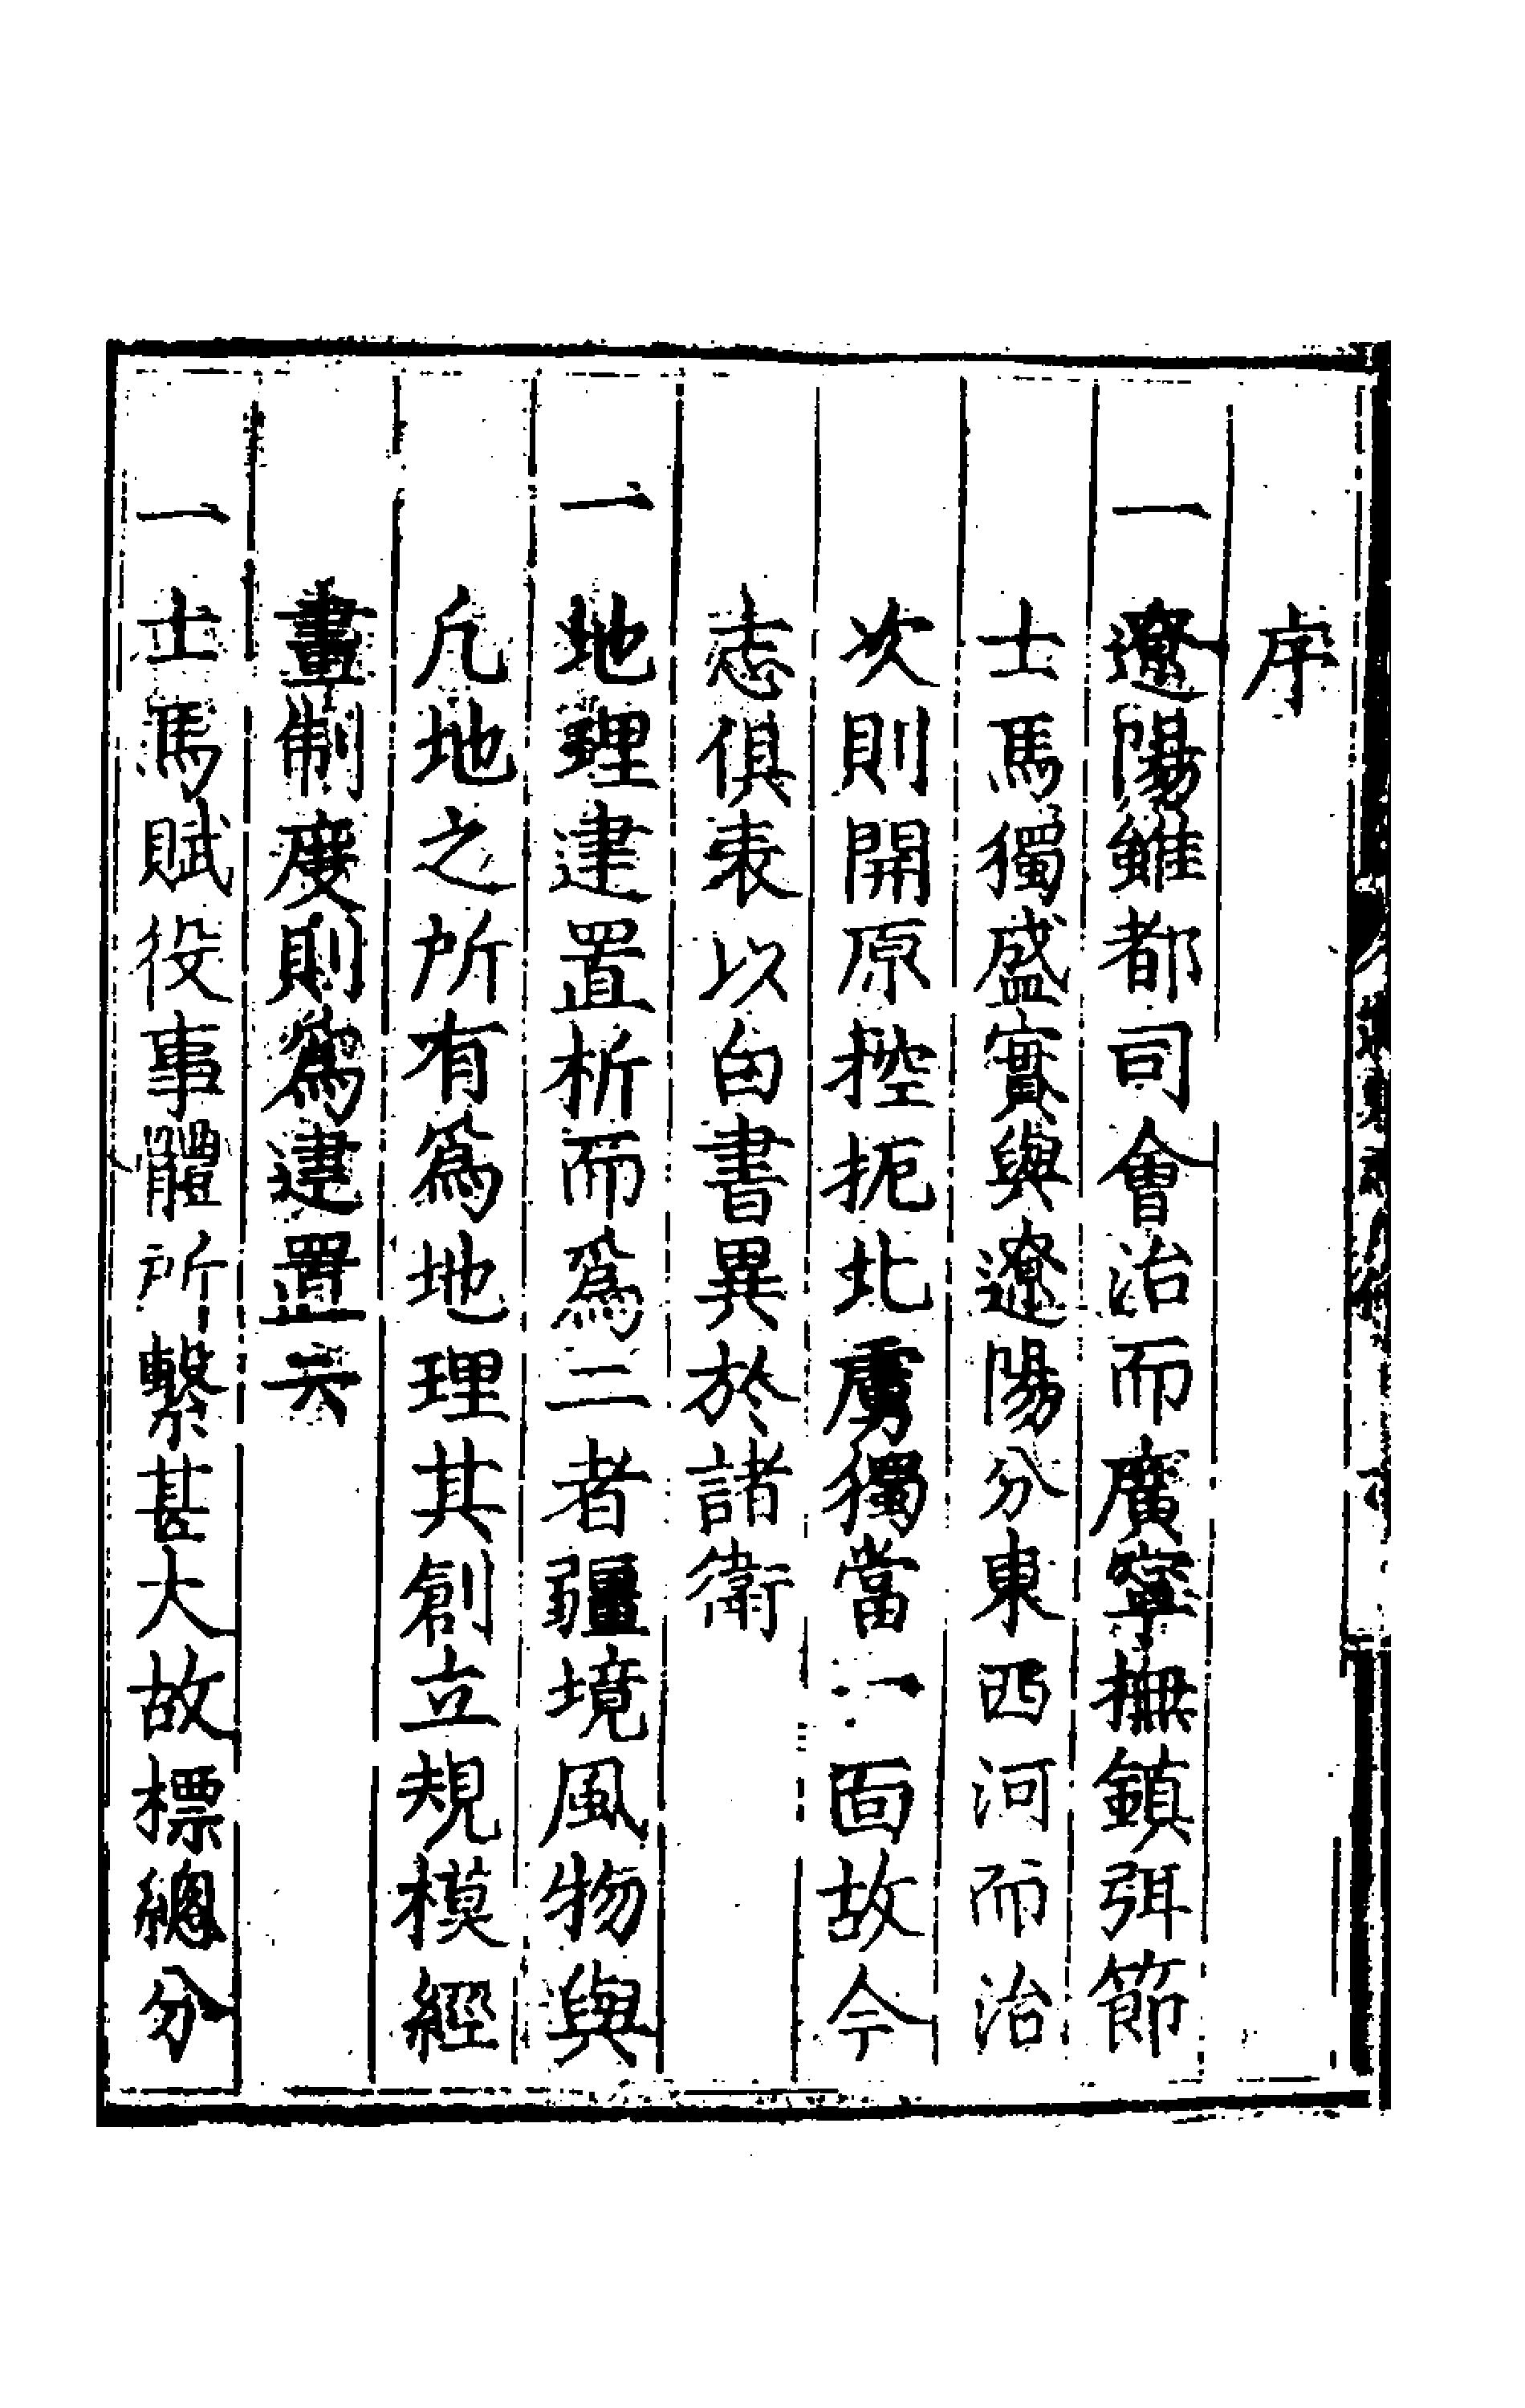 序
一遼陽雖都司會治而廣寧撫鎮弭節
士馬獨盛實與遼陽分東西河而治
次則開原控扼北虜獨當一面故今
志俱表以白書異於諸衛
一地理建置析而爲二者疆境風物與
凡地之所有爲地理其創立規模經
畫制度則爲建置云
一士馬賦役事體所繫甚大故標總分